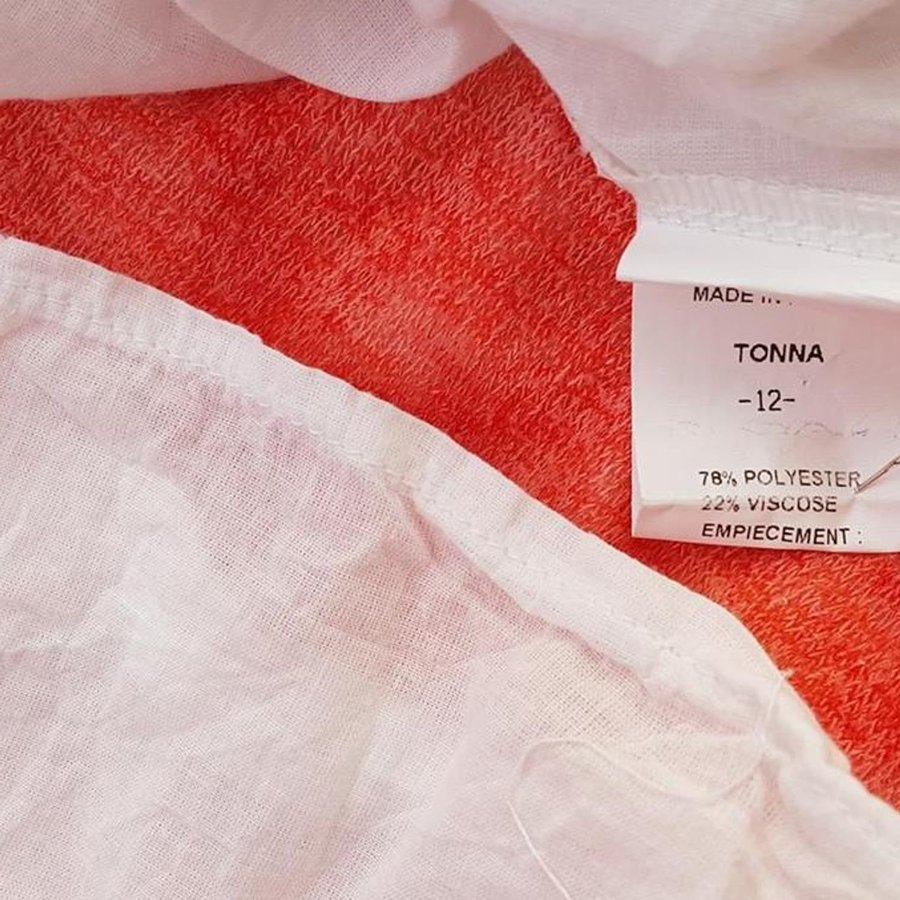 MADE IN
TONNA
-12-
78% POLYESTER
22% VISCOSE
EMPIECEMENT :